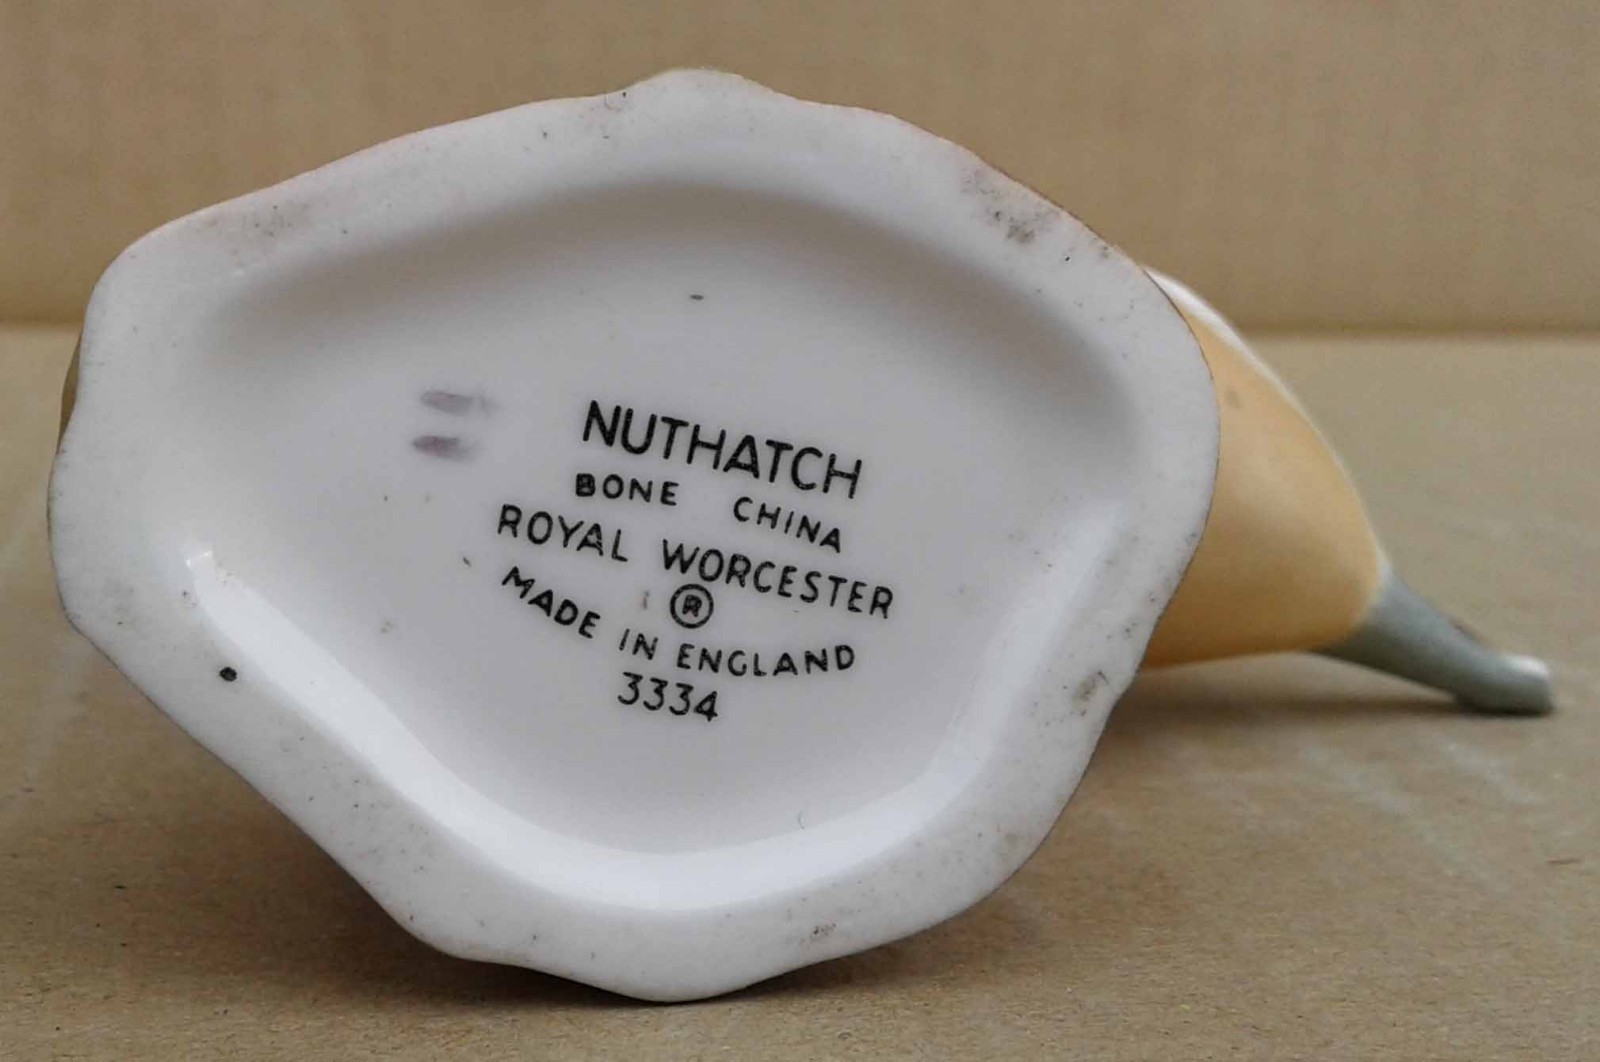 NUTHATCH
BONE CHINA
ROYAL WORCESTER
®
MADE IN ENGLAND
3334